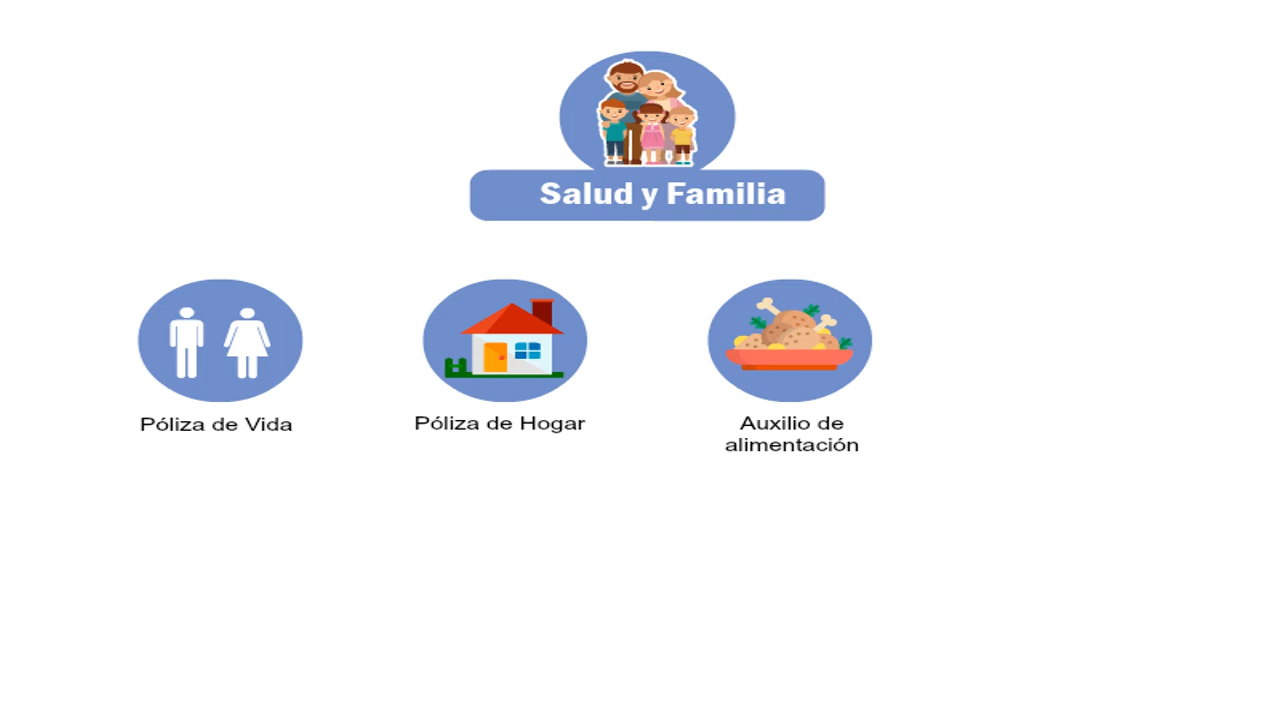 Salud y Familia
Póliza de Vida
Póliza de Hogar
Auxilio de
alimentación